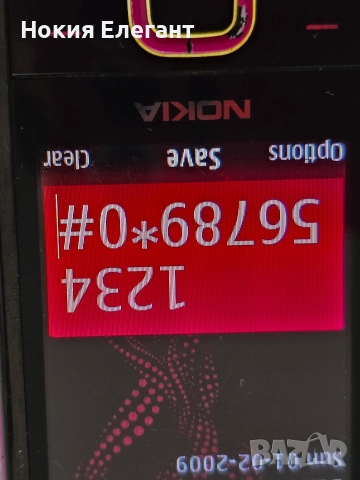 Нокия Елегант
Sun 01-02-2009
1234
56789*0#
Options Save Clear
NOKIA